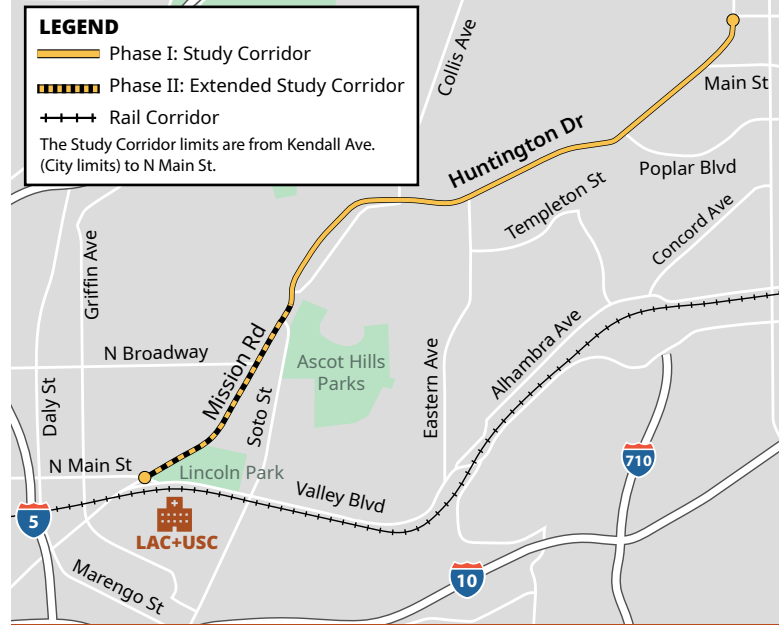 LEGEND
Phase I: Study Corridor
Phase II: Extended Study Corridor
Rail Corridor
The Study Corridor limits are from Kendall Ave.
(City limits) to N Main St.
Collis Ave
Main St
Huntington Dr
Poplar Blvd
Templeton St
Concord Ave
Griffin Ave
N Broadway
Mission Rd
Ascot Hills
Parks
Alhambra Ave
Eastern Ave
Daly St
Soto St
N Main St
Lincoln Park
Valley Blvd
710
5
LAC+USC
10
Marengo St